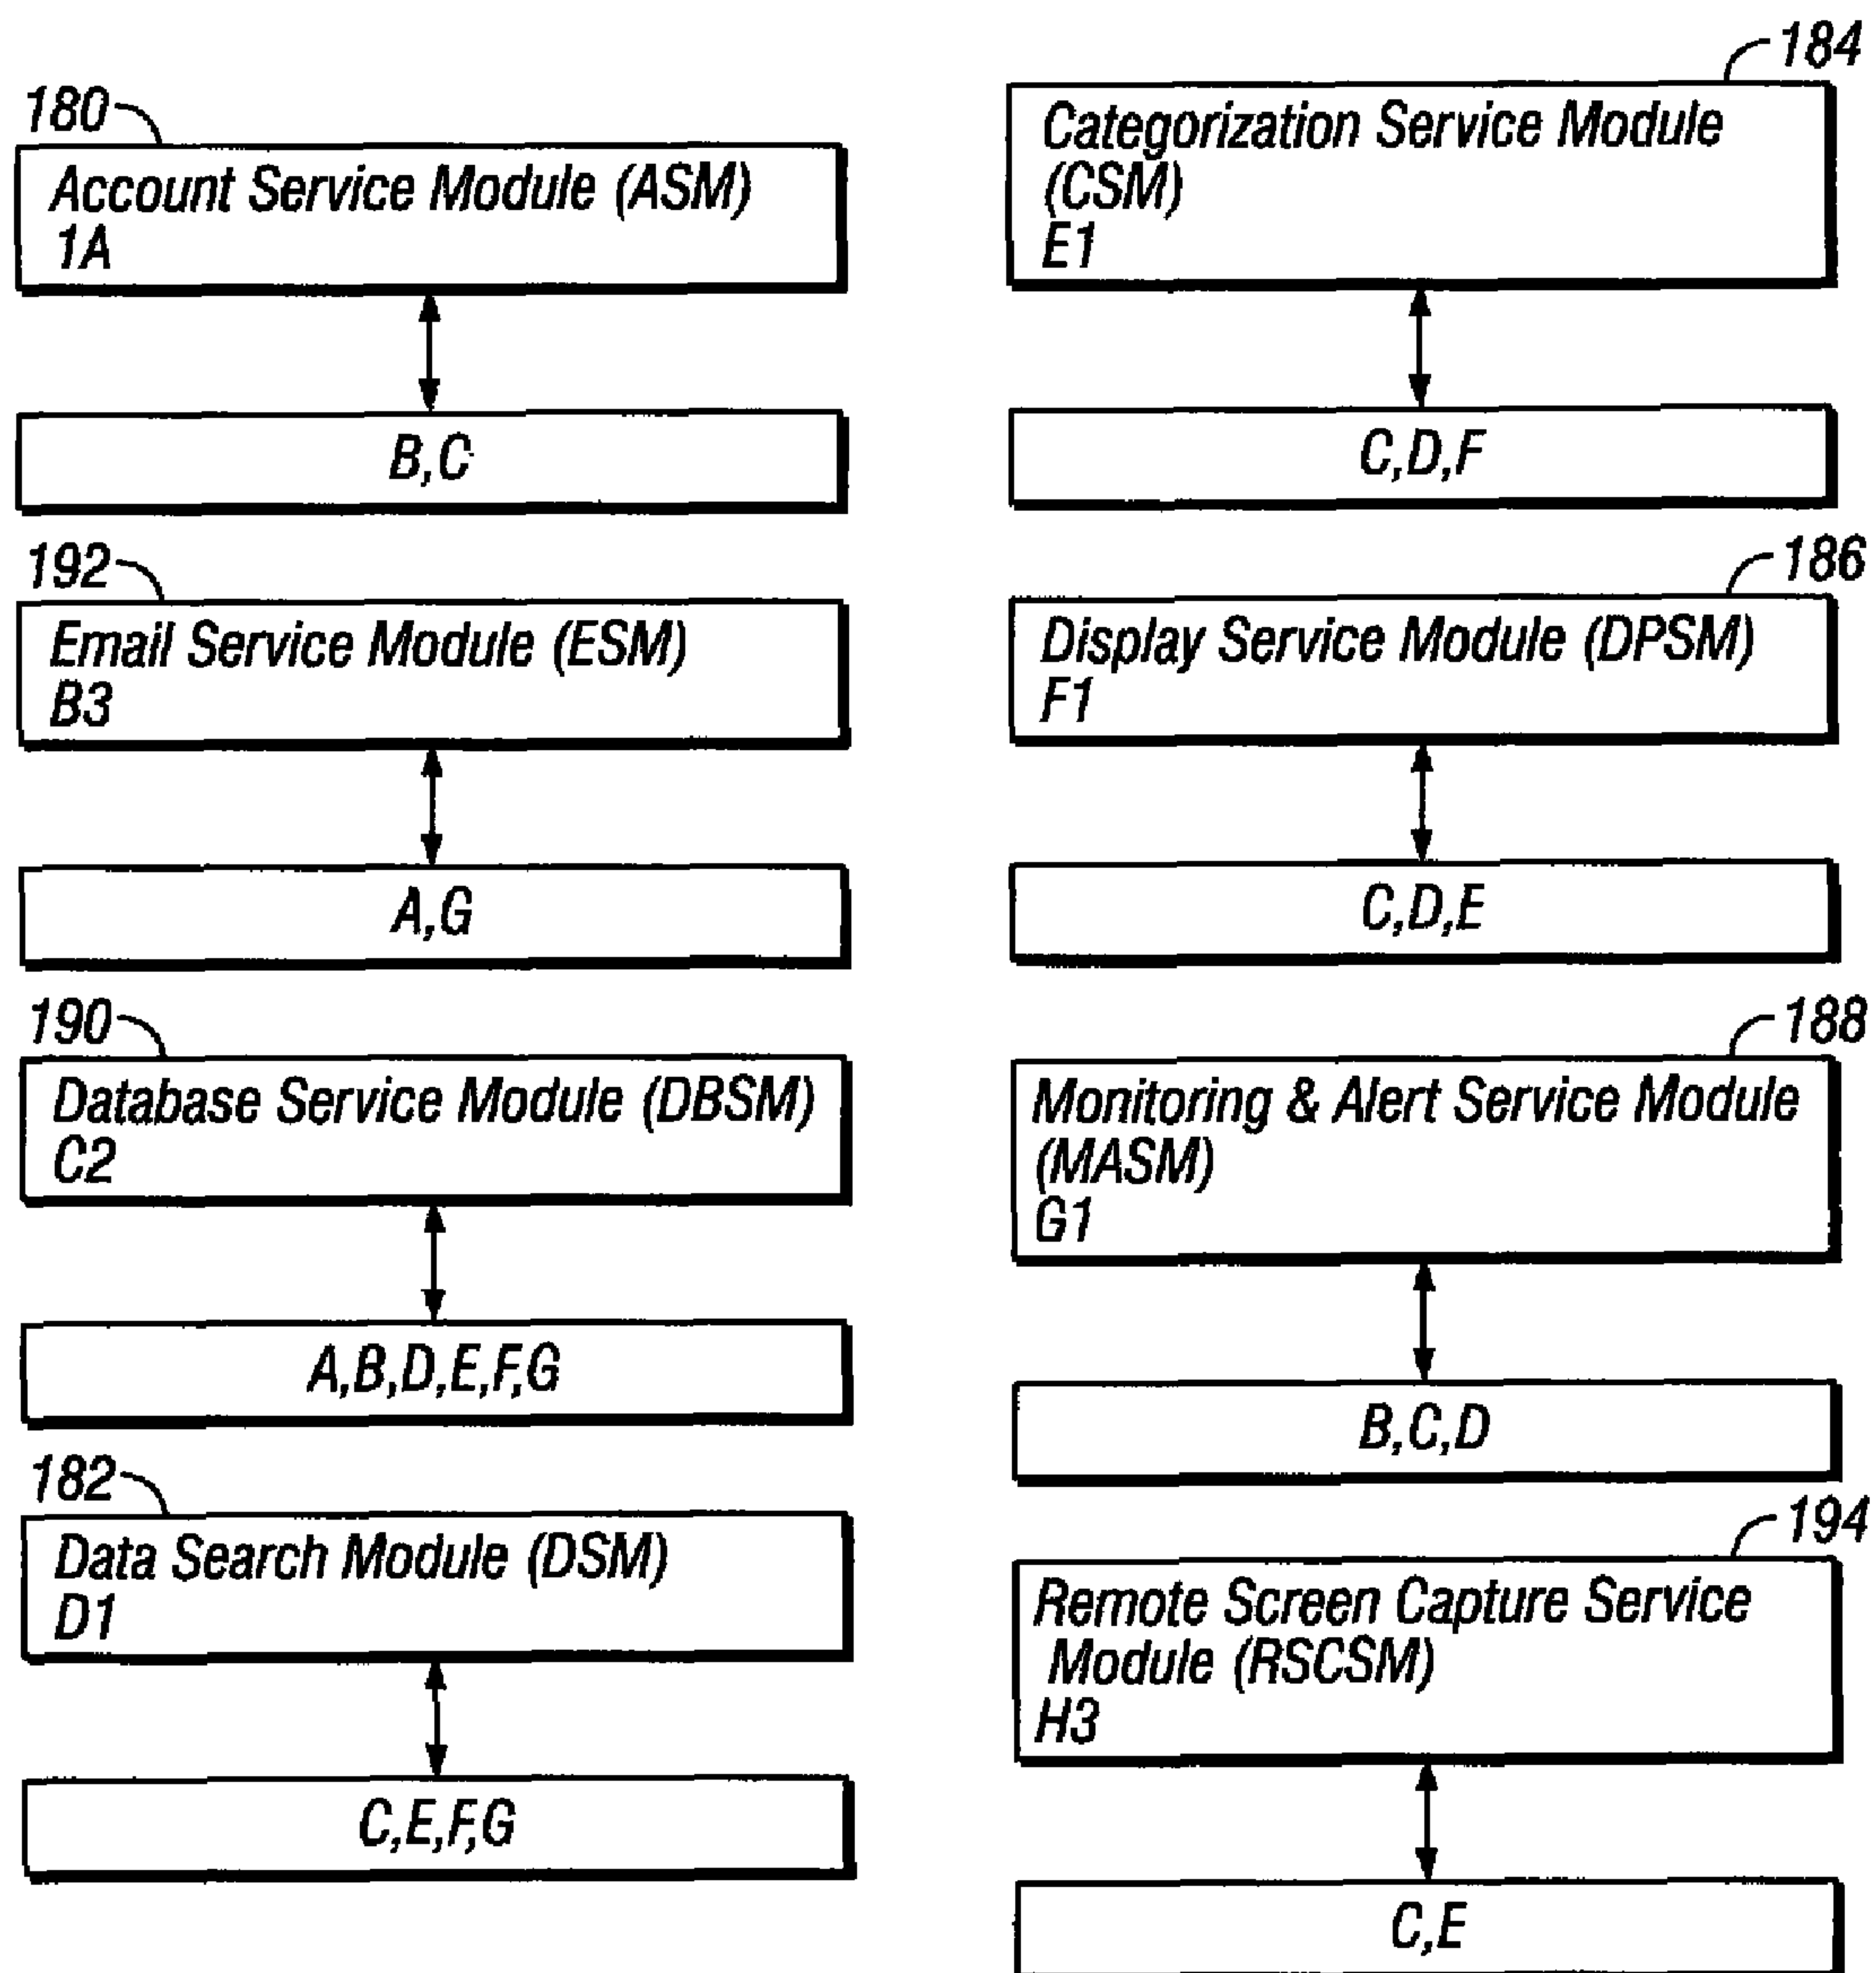 180
Account Service Module (ASM)
1A
B,C
192
Email Service Module (ESM)
B3
A,G
190
Database Service Module (DBSM)
C2
A,B,D,E,F,G
182
Data Search Module (DSM)
D1
C,E,F,G
184
Categorization Service Module
(CSM)
E1
C,D,F
186
Display Service Module (DPSM)
F1
C,D,E
188
Monitoring & Alert Service Module
(MASM)
G1
B,C,D
194
Remote Screen Capture Service
Module (RSCSM)
H3
C,E